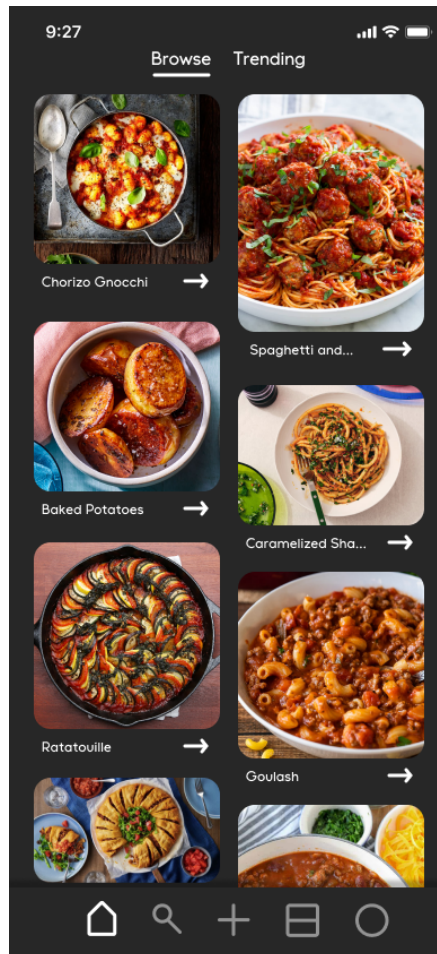 9:27
Browse Trending
Chorizo Gnocchi
Spaghetti and...
Baked Potatoes
Caramelized Sha...
Ratatouille
Goulash